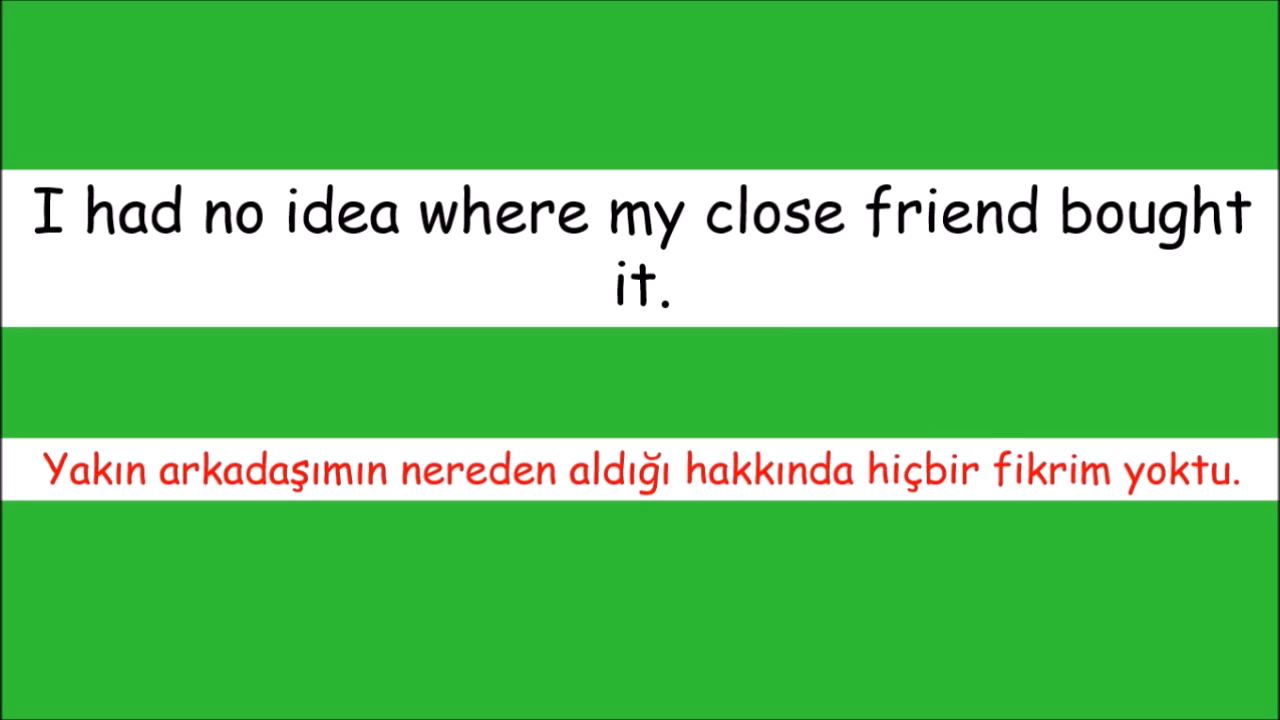 I had no idea where my close friend bought
it.
Yakın arkadaşımın nereden aldığı hakkında hiçbir fikrim yoktu.